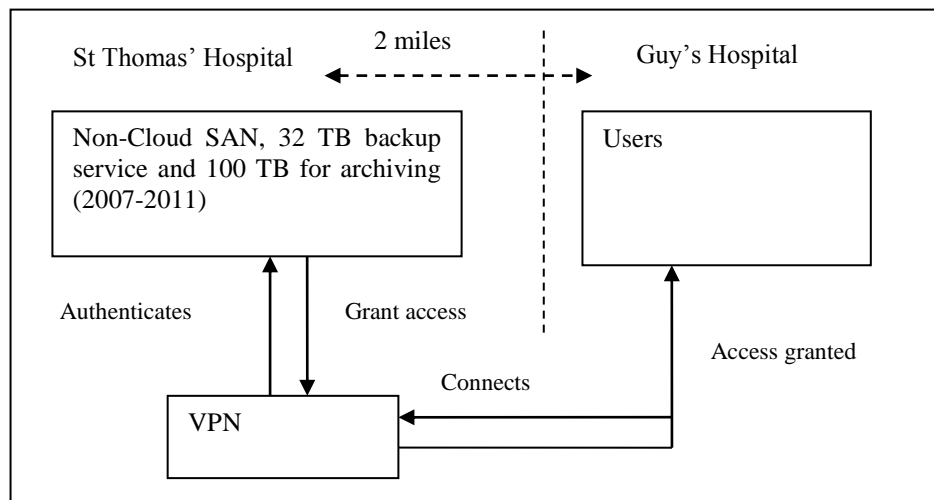 St Thomas’ Hospital
2 miles
Guy’s Hospital
Non-Cloud SAN, 32 TB backup
service and 100 TB for archiving
(2007-2011)
Users
Authenticates
Grant access
Access granted
Connects
VPN